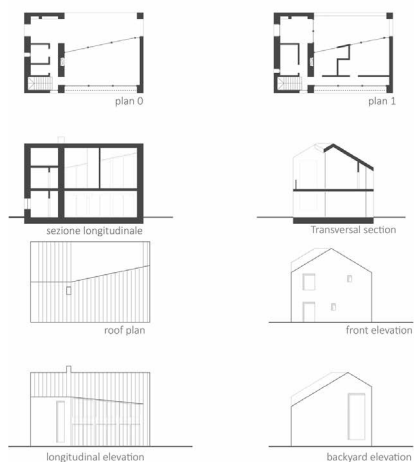 plan 0
plan 1
sezione longitudinale
Transversal section
roof plan
front elevation
longitudinal elevation
backyard elevation